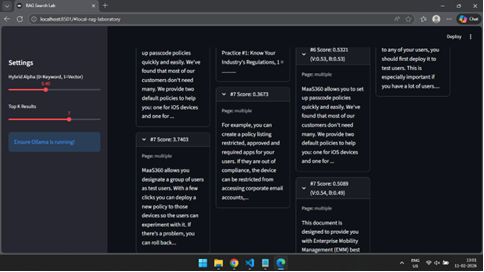 RAG Search Lab
localhost:8501/#local-rag-laboratory
Chat
Deploy
Settings
Hybrid Alpha (0=Keyword, 1=Vector)
Top K Results
Ensure Ollama is running!
up passcode policies
quickly and easily. We've
found that most of our
customers don't need
many. We provide two
default policies to help
you: one for iOS devices
and one for ...
#7 Score: 3.7403
Page: multiple
MaaS360 allows you to
designate a group of users
as test users. With a few
clicks you can deploy a
new policy to those
devices so the users can
experiment with it. If
there's a problem, you
can roll back...
Practice #1: Know Your
Industry's Regulations, 1 =
#7 Score: 0.3673
Page: multiple
For example, you can
create a policy listing
restricted, approved and
required apps for your
users. If they are out of
compliance, the device
can be restricted from
accessing corporate email
accounts,...
#6 Score: 0.5321
(V:0.53, B:0.53)
Page: multiple
MaaS360 allows you to set
up passcode policies
quickly and easily. We've
found that most of our
customers don't need
many. We provide two
default policies to help
you: one for iOS devices
and one for ...
#7 Score: 0.5089
(V:0.54, B:0.49)
Page: multiple
This document is
designed to provide you
with Enterprise Mobility
Management (EMM) best
to any of your users, you
should first deploy it to
test users. This is
especially important if
you have a lot of users....
ENG
US
13:01
11-02-2026